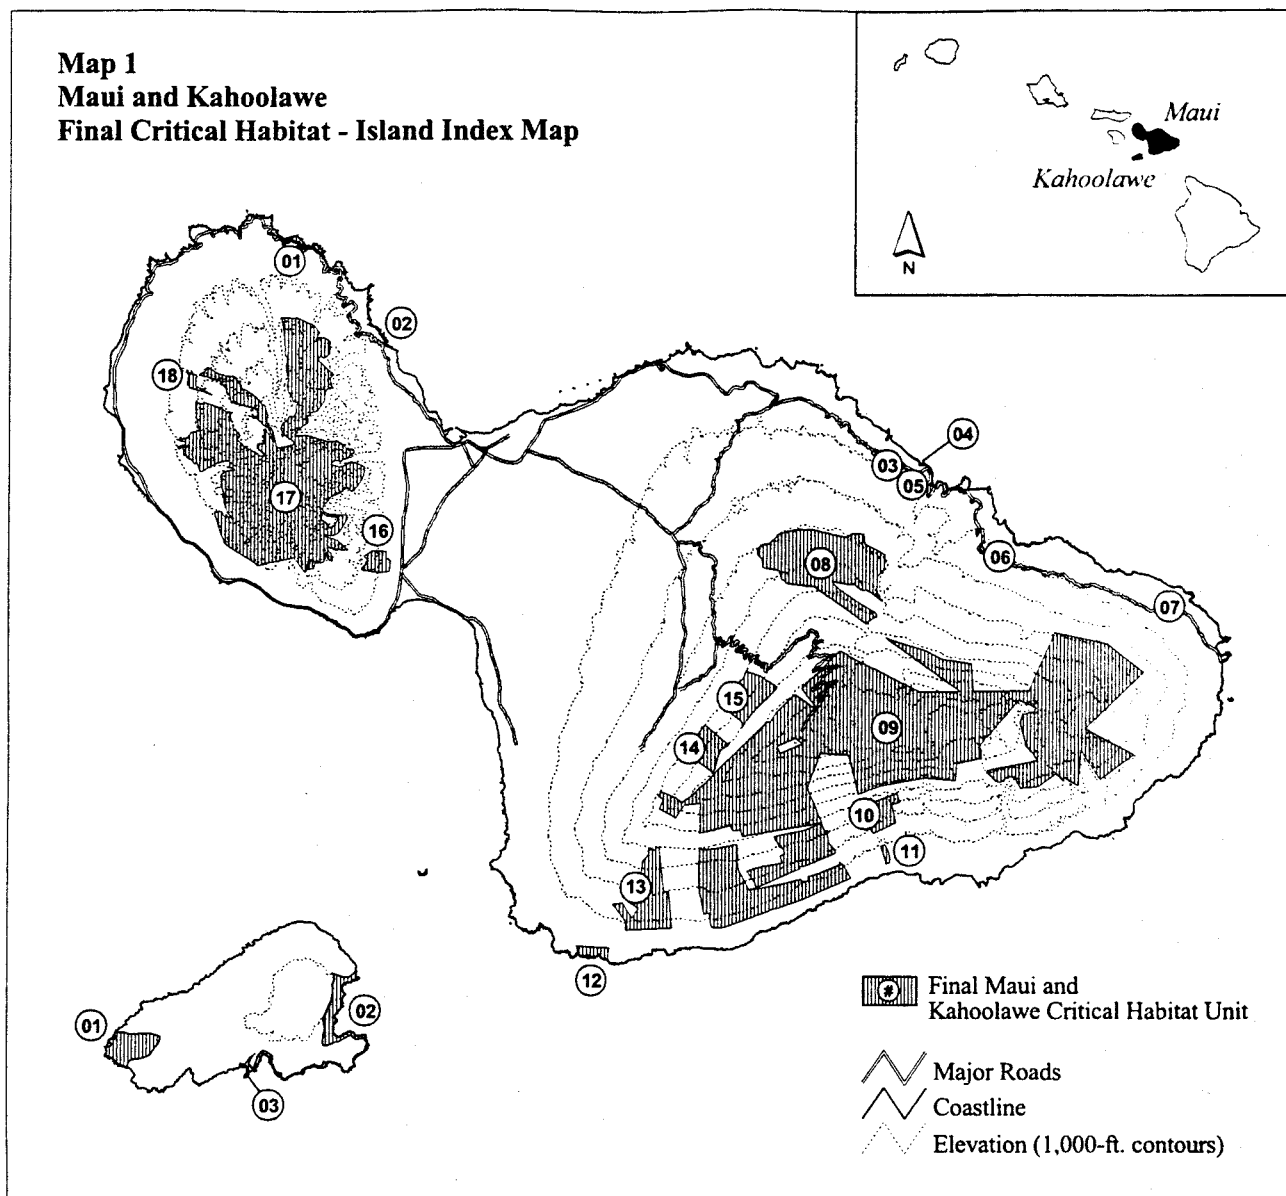 Map 1
Maui and Kahoolawe
Final Critical Habitat - Island Index Map
Maui
Kahoolawe
N
01
02
18
04
03
05
17
16
08
06
07
15
09
14
10
11
13
12
01
02
03
# Final Maui and
Kahoolawe Critical Habitat Unit
Major Roads
Coastline
Elevation (1,000-ft. contours)